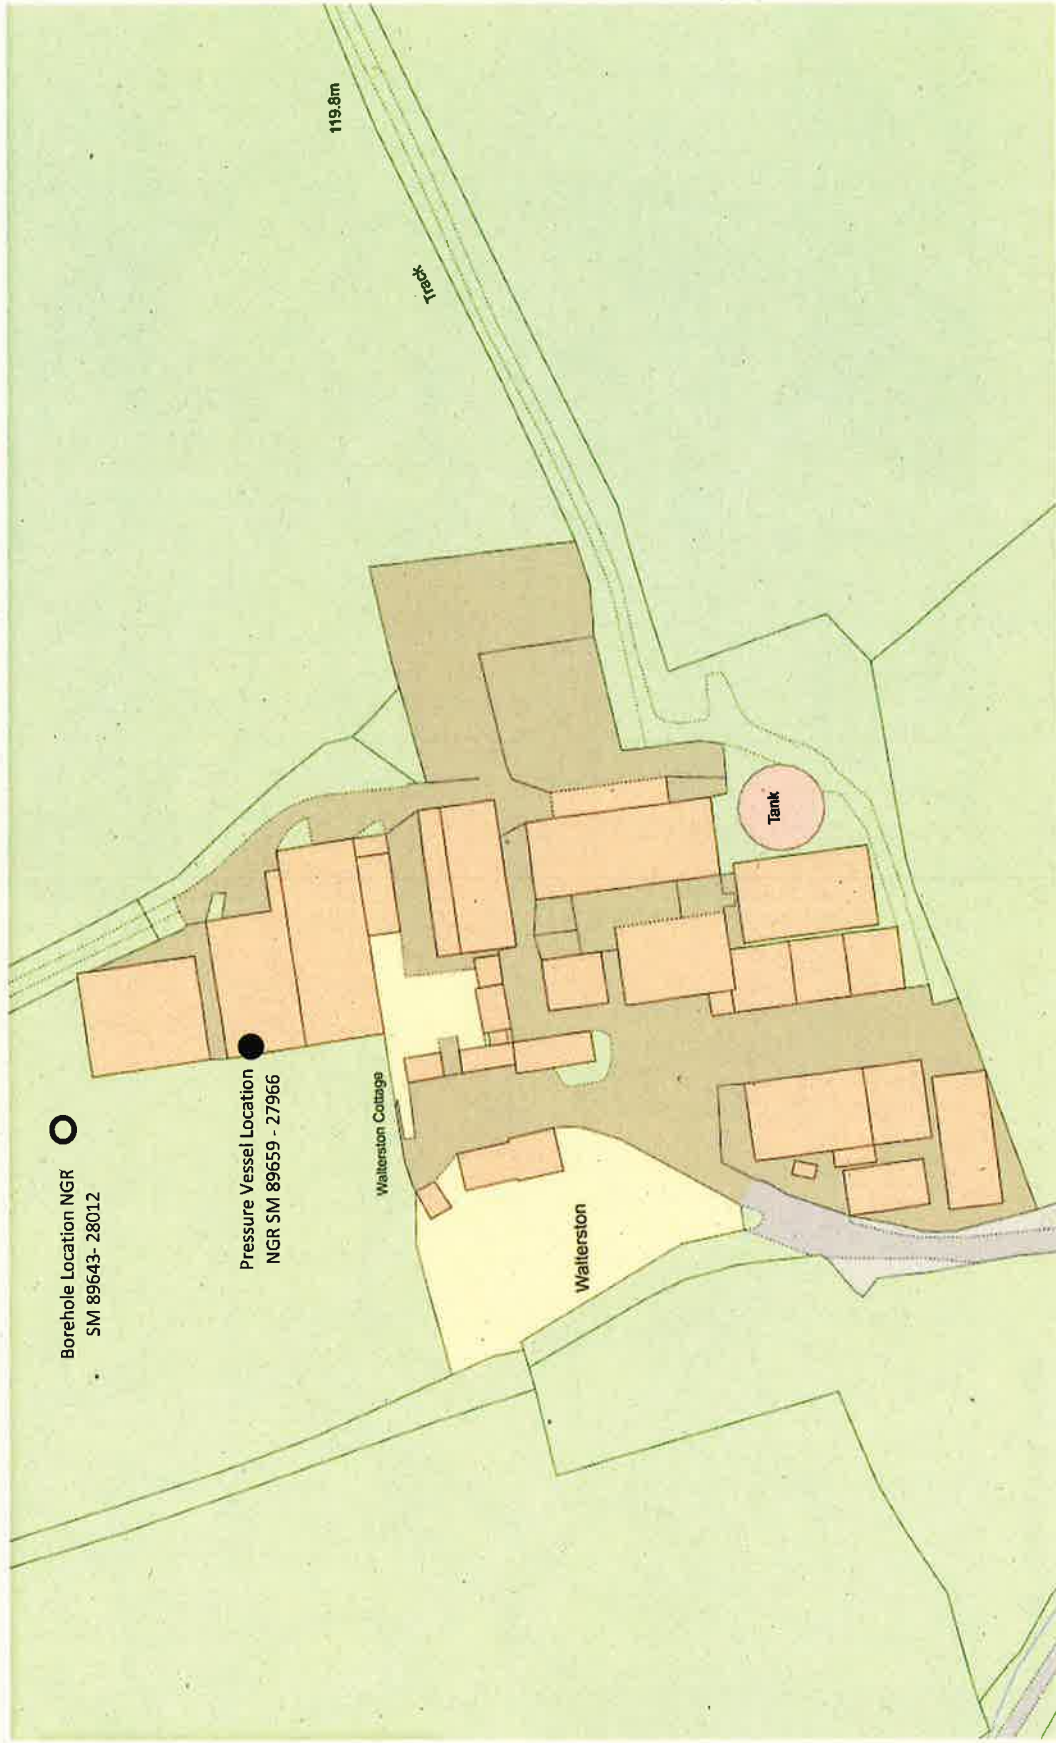 Borehole Location NGR
SM 89643- 28012
Pressure Vessel Location
NGR SM 89659 - 27966
Walterston Cottage
Walterston
Tank
Track
119.8m